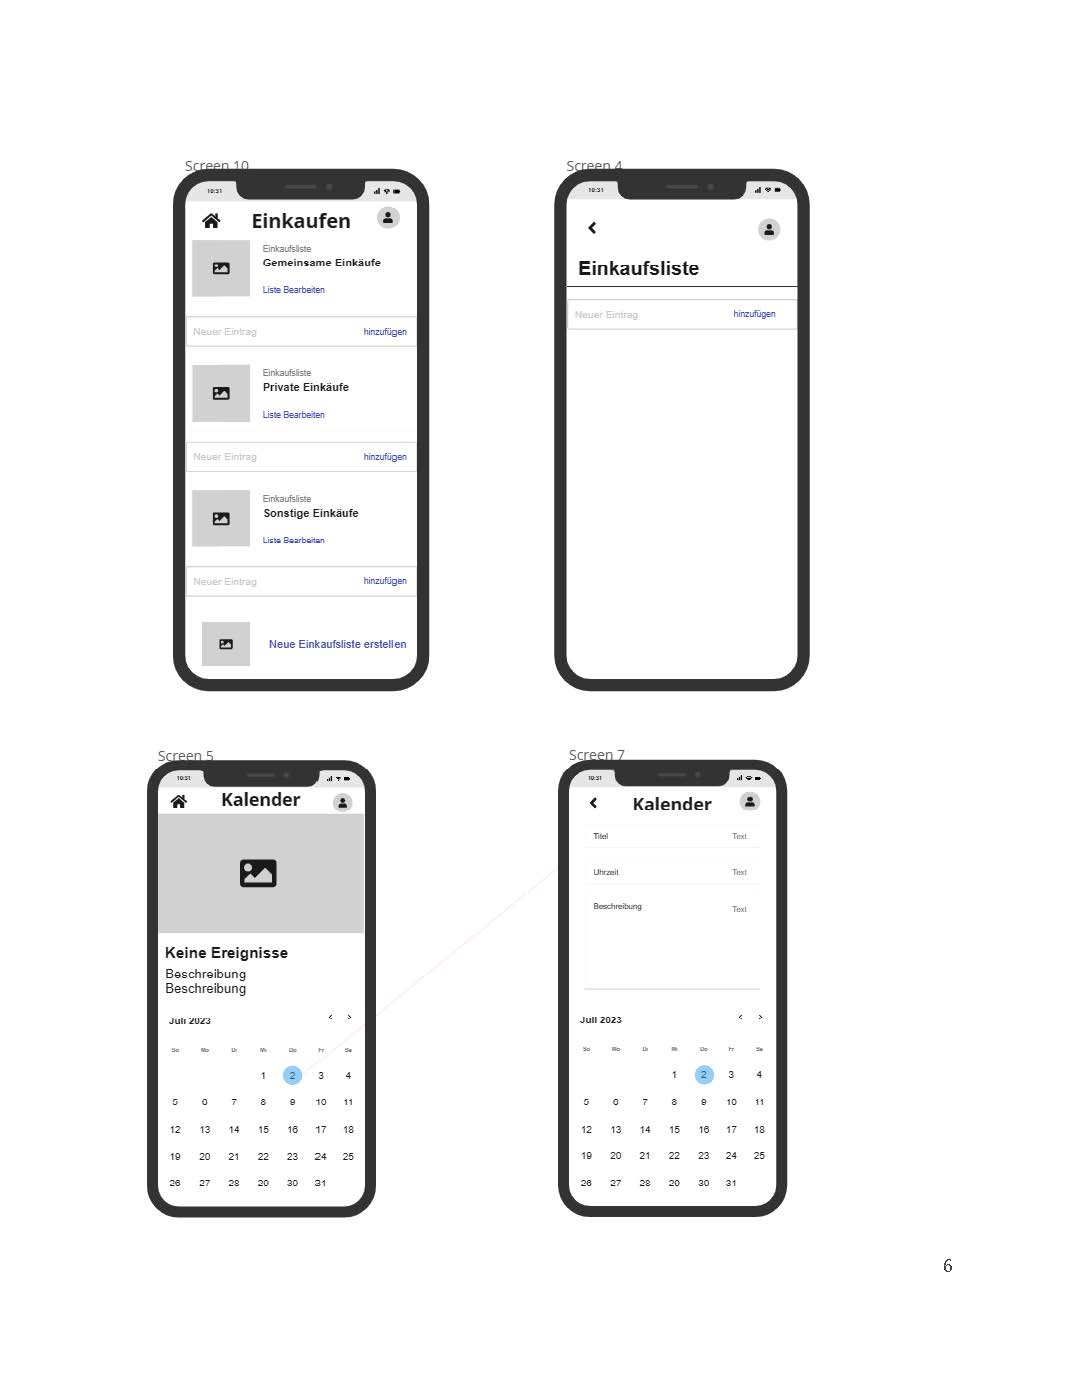 Screen 10
10:31
Einkaufen
Einkaufsliste
Gemeinsame Einkäufe
Liste Bearbeiten
Neuer Eintrag hinzufügen
Einkaufsliste
Private Einkäufe
Liste Bearbeiten
Neuer Eintrag hinzufügen
Einkaufsliste
Sonstige Einkäufe
Liste Bearbeiten
Neuer Eintrag hinzufügen
Neue Einkaufsliste erstellen
Screen 4
10:31
Einkaufsliste
Neuer Eintrag hinzufügen
Screen 5
10:31
Kalender
Keine Ereignisse
Beschreibung
Beschreibung
Juli 2023 < >
So Mo Di Mi Do Fr Sa
1 2 3 4
5 6 7 8 9 10 11
12 13 14 15 16 17 18
19 20 21 22 23 24 25
26 27 28 29 30 31
Screen 7
10:31
< Kalender
Titel Text
Uhrzeit Text
Beschreibung Text
Juli 2023 < >
So Mo Di Mi Do Fr Sa
1 2 3 4
5 6 7 8 9 10 11
12 13 14 15 16 17 18
19 20 21 22 23 24 25
26 27 28 29 30 31
6